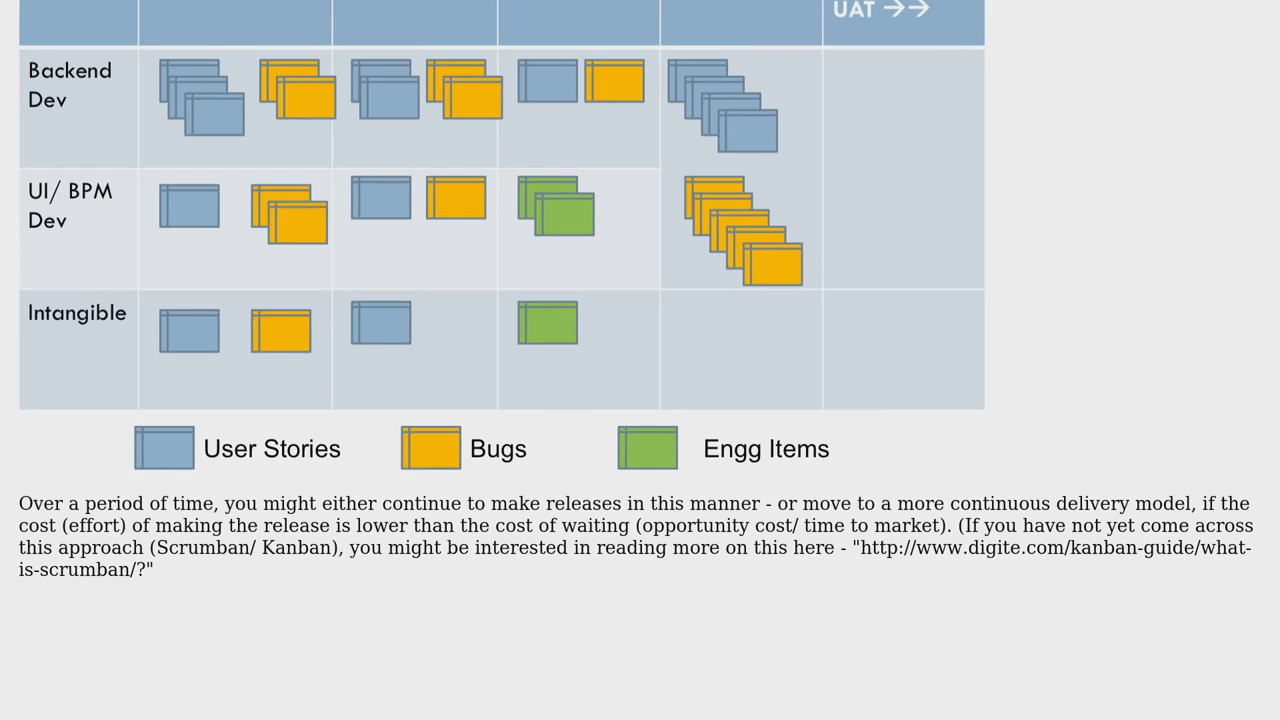 UAT →→
Backend
Dev
UI/ BPM
Dev
Intangible
User Stories
Bugs
Engg Items
Over a period of time, you might either continue to make releases in this manner - or move to a more continuous delivery model, if the
cost (effort) of making the release is lower than the cost of waiting (opportunity cost/ time to market). (If you have not yet come across
this approach (Scrumban/ Kanban), you might be interested in reading more on this here - "http://www.digite.com/kanban-guide/what-
is-scrumban/?"